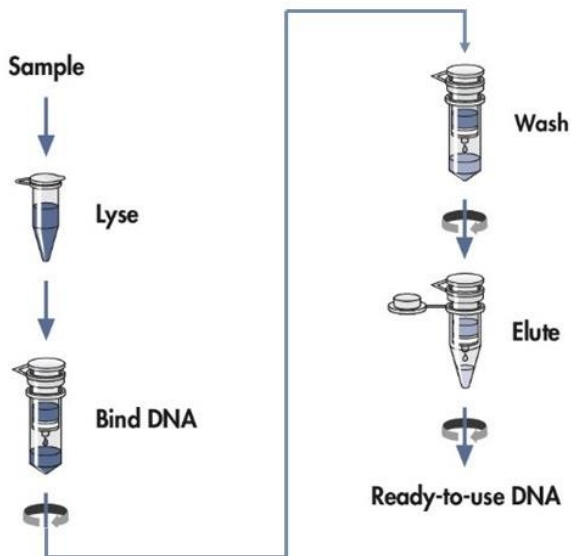 Sample
Lyse
Bind DNA
Wash
Elute
Ready-to-use DNA